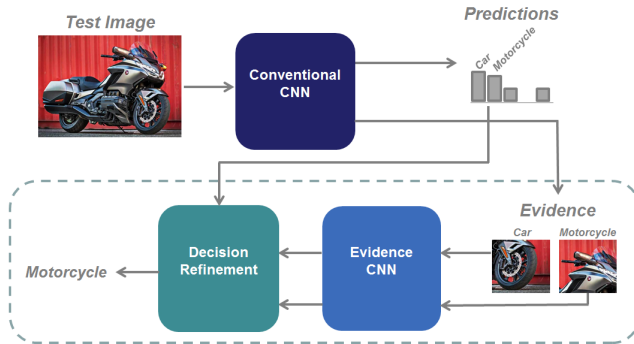 Test Image
Predictions
Car
Motorcycle
Conventional
CNN
Evidence
Car
Motorcycle
Decision
Refinement
Evidence
CNN
Motorcycle